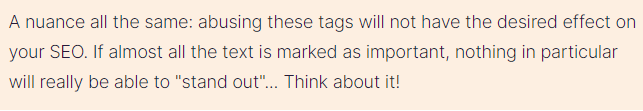 A nuance all the same: abusing these tags will not have the desired effect on
your SEO. If almost all the text is marked as important, nothing in particular
will really be able to "stand out"... Think about it!